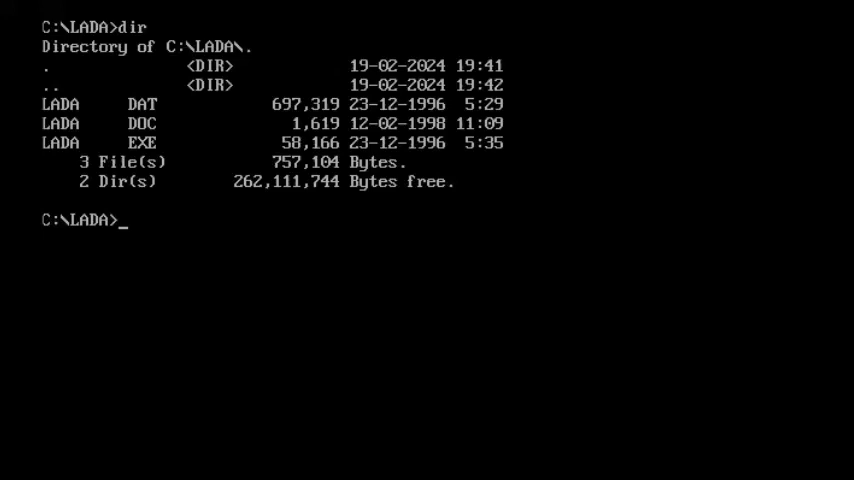 C:\LADA>dir
Directory of C:\LADA\.
. <DIR> 19-02-2024 19:41
.. <DIR> 19-02-2024 19:42
LADA DAT 697,319 23-12-1996 5:29
LADA DOC 1,619 12-02-1998 11:09
LADA EXE 58,166 23-12-1996 5:35
3 File(s) 757,104 Bytes.
2 Dir(s) 262,111,744 Bytes free.
C:\LADA>_